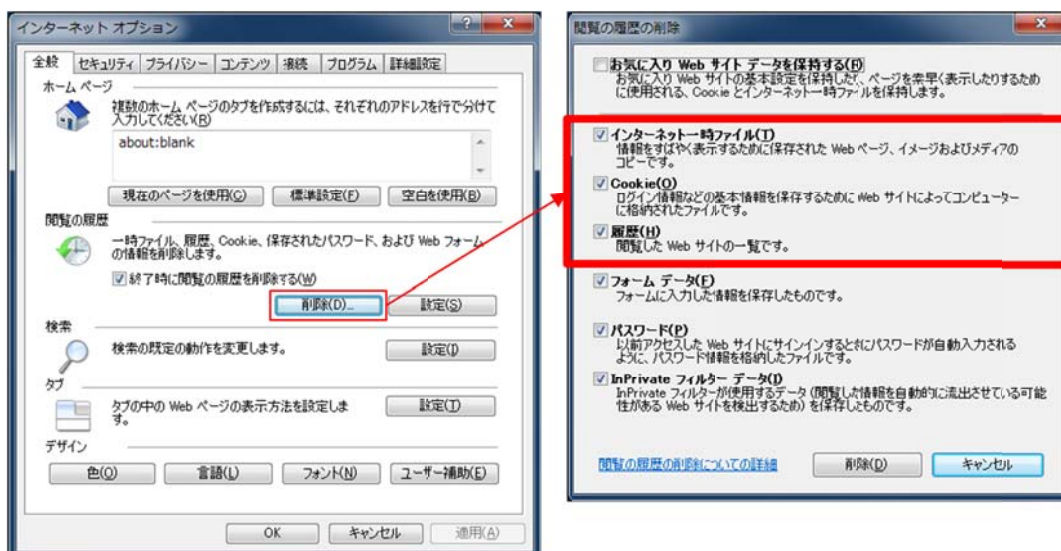 インターネット オプション
全般 セキュリティ プライバシー コンテンツ 接続 プログラム 詳細設定
ホーム ページ
複数のホーム ページのタブを作成するには、それぞれのアドレスを行で分けて
入力してください(R)
about:blank
現在のページを使用(C) 標準設定(F) 空白を使用(B)
閲覧の履歴
一時ファイル、履歴、Cookie、保存されたパスワード、および Web フォーム
の情報を削除します。
終了時に閲覧の履歴を削除する(W)
削除(D)... 設定(S)
検索
検索の既定の動作を変更します。
設定(I)
タブ
タブの中の Web ページの表示方法を設定しま
す。
設定(T)
デザイン
色(O) 言語(L) フォント(N) ユーザー補助(E)
OK キャンセル 適用(A)
閲覧の履歴の削除
お気に入り Web サイト データを保持する(R)
お気に入り Web サイトの基本設定を保持したり、ページを素早く表示したりするため
に使用される、Cookie とインターネット一時ファイルを保持します。
インターネット一時ファイル(T)
情報をすばやく表示するために保存された Web ページ、イメージおよびメディアの
コピーです。
Cookie(O)
ログイン情報などの基本情報を保存するために Web サイトによってコンピューター
に格納されたファイルです。
履歴(H)
閲覧した Web サイトの一覧です。
フォーム データ(F)
フォームに入力した情報を保存したものです。
パスワード(P)
以前アクセスした Web サイトにサインインするときにパスワードが自動入力される
ように、パスワード情報を格納したファイルです。
InPrivate フィルター データ(I)
InPrivate フィルターが使用するデータ (閲覧した情報を自動的に流出させている可能
性がある Web サイトを検出するため) を保存したものです。
閲覧の履歴の削除についての詳細 削除(D) キャンセル